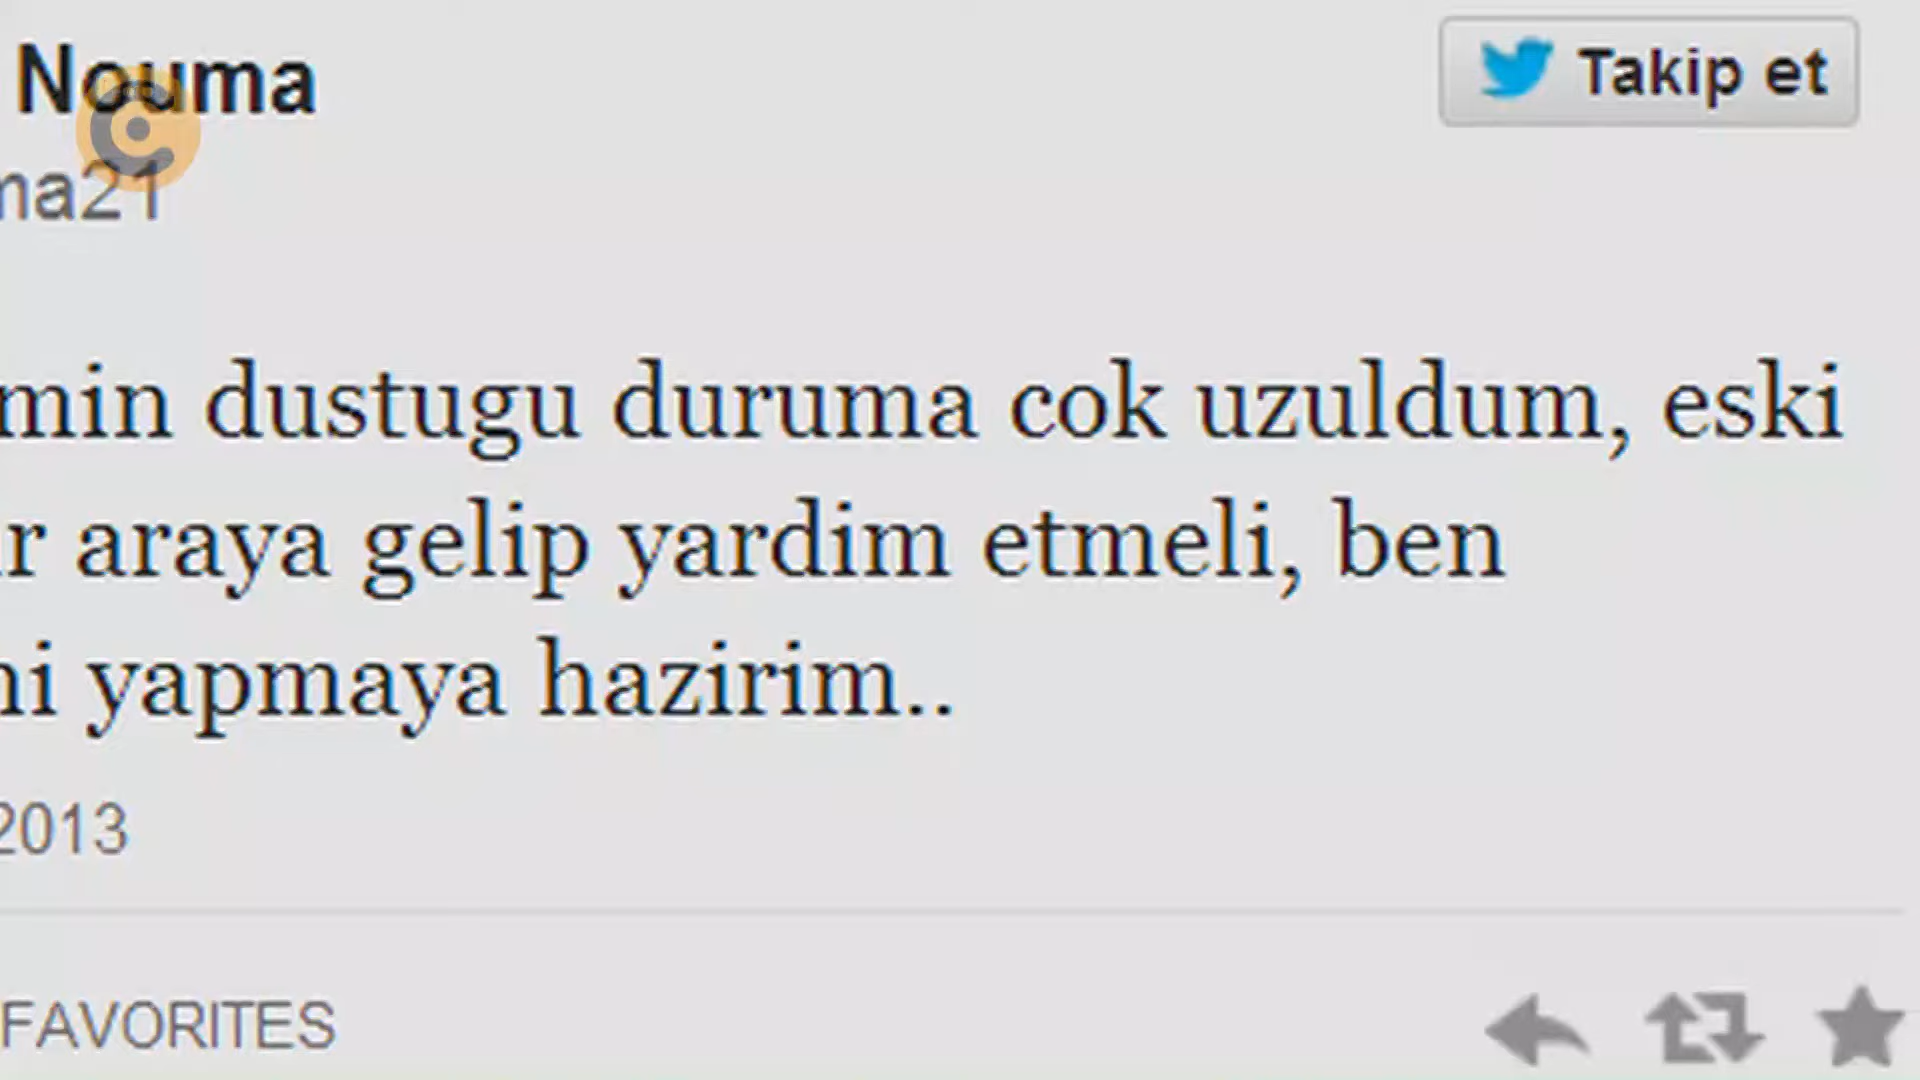 Nouma
Takip et
ma21
min dustugu duruma cok uzuldum, eski
r araya gelip yardim etmeli, ben
ni yapmaya hazirim..
2013
FAVORITES